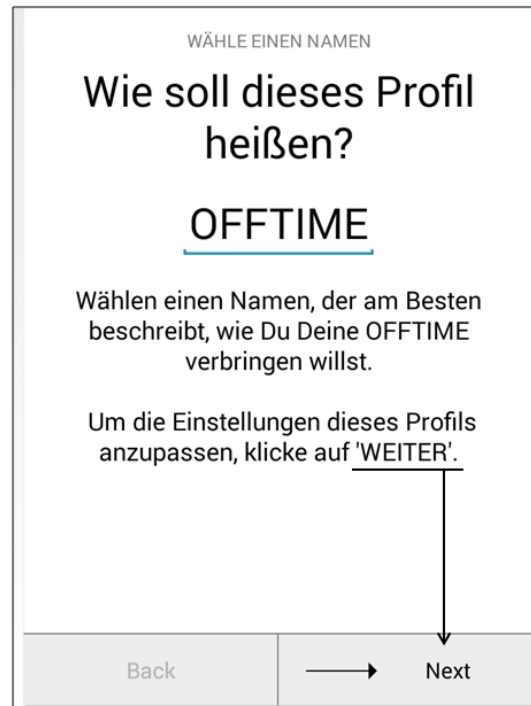 WÄHLE EINEN NAMEN
Wie soll dieses Profil
heißen?
OFFTIME
Wählen einen Namen, der am Besten
beschreibt, wie Du Deine OFFTIME
verbringen willst.
Um die Einstellungen dieses Profils
anzupassen, klicke auf 'WEITER'.
Back
Next